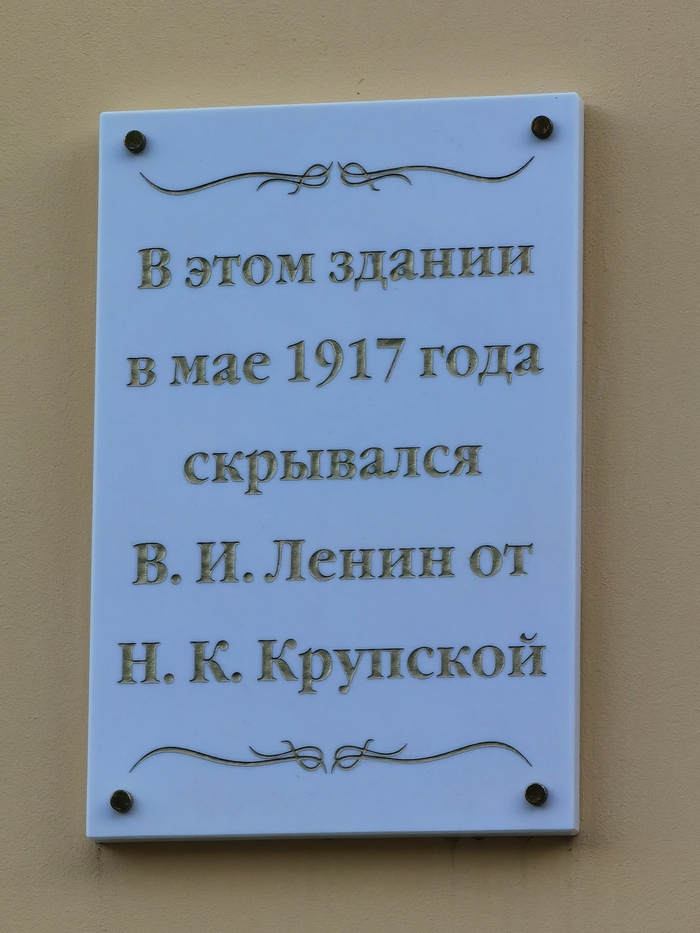 В этом здании
в мае 1917 года
скрывался
В. И. Ленин от
Н. К. Крупской